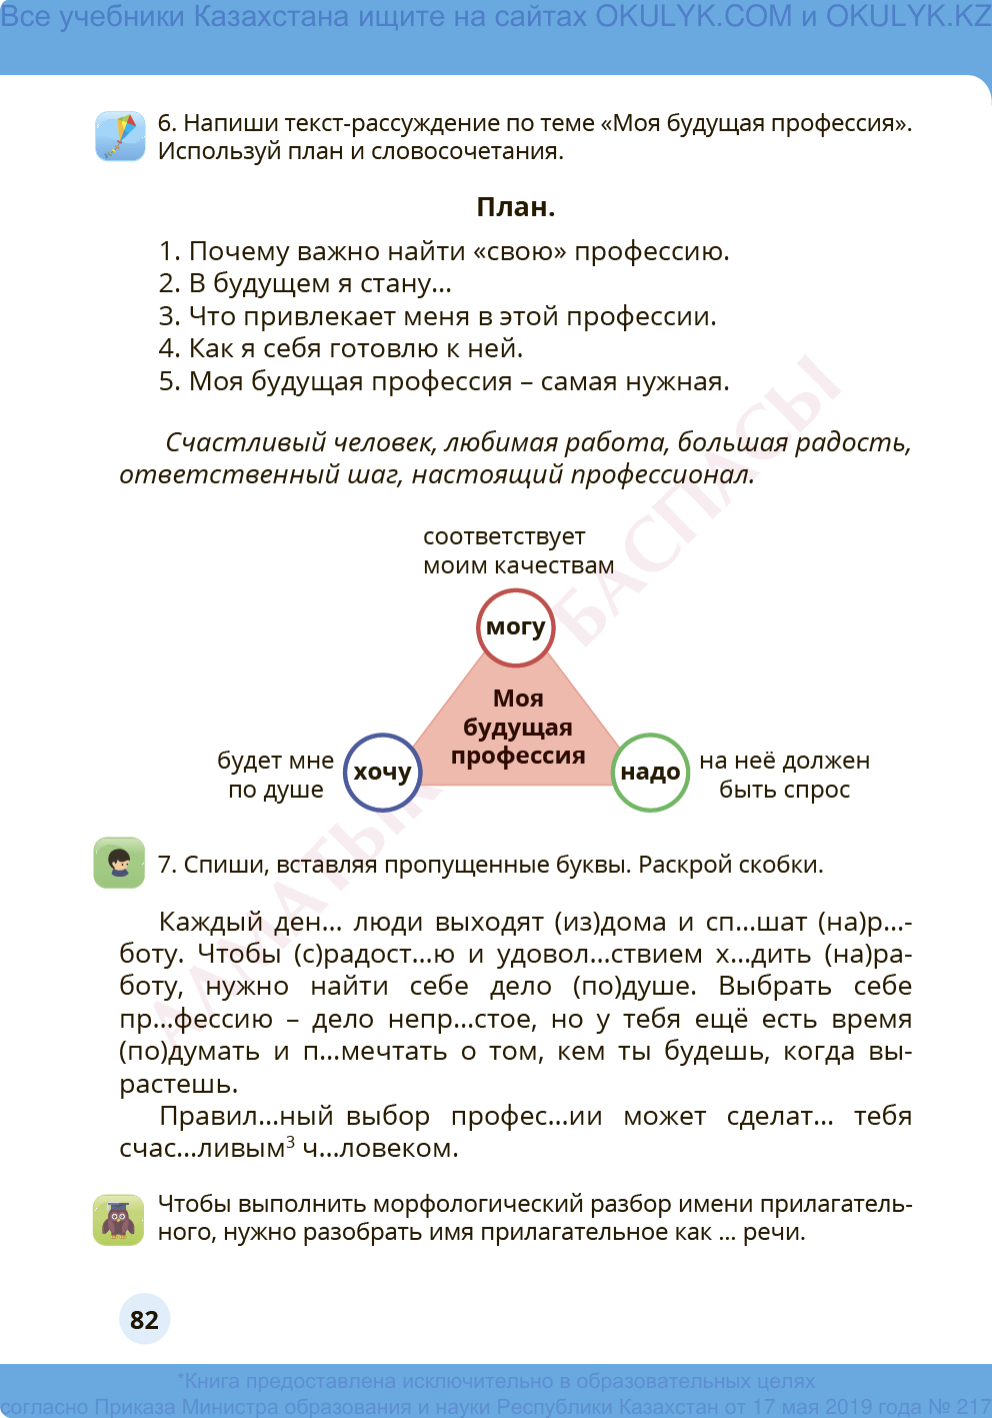 Все учебники Казахстана ищите на сайтах OKULYK.COM и OKULYK.KZ
6. Напиши текст-рассуждение по теме «Моя будущая профессия».
Используй план и словосочетания.
План.
1. Почему важно найти «свою» профессию.
2. В будущем я стану...
3. Что привлекает меня в этой профессии.
4. Как я себя готовлю к ней.
5. Моя будущая профессия – самая нужная.
Счастливый человек, любимая работа, большая радость,
ответственный шаг, настоящий профессионал.
соответствует
моим качествам
могу
Моя
будущая
профессия
будет мне
по душе
хочу
надо
на неё должен
быть спрос
7. Спиши, вставляя пропущенные буквы. Раскрой скобки.
Каждый ден... люди выходят (из)дома и сп...шат (на)р...-
боту. Чтобы (с)радост...ю и удовол...ствием х...дить (на)ра-
боту, нужно найти себе дело (по)душе. Выбрать себе
пр...фессию – дело непр...стое, но у тебя ещё есть время
(по)думать и п...мечтать о том, кем ты будешь, когда вы-
растешь.
Правил...ный выбор профес...ии может сделат... тебя
счас...ливым³ ч...ловеком.
Чтобы выполнить морфологический разбор имени прилагатель-
ного, нужно разобрать имя прилагательное как ... речи.
82
*Книга предоставлена исключительно в образовательных целях
согласно Приказа Министра образования и науки Республики Казахстан от 17 мая 2019 года № 217
АЛМАТЫКІТАП БАСПАСЫ